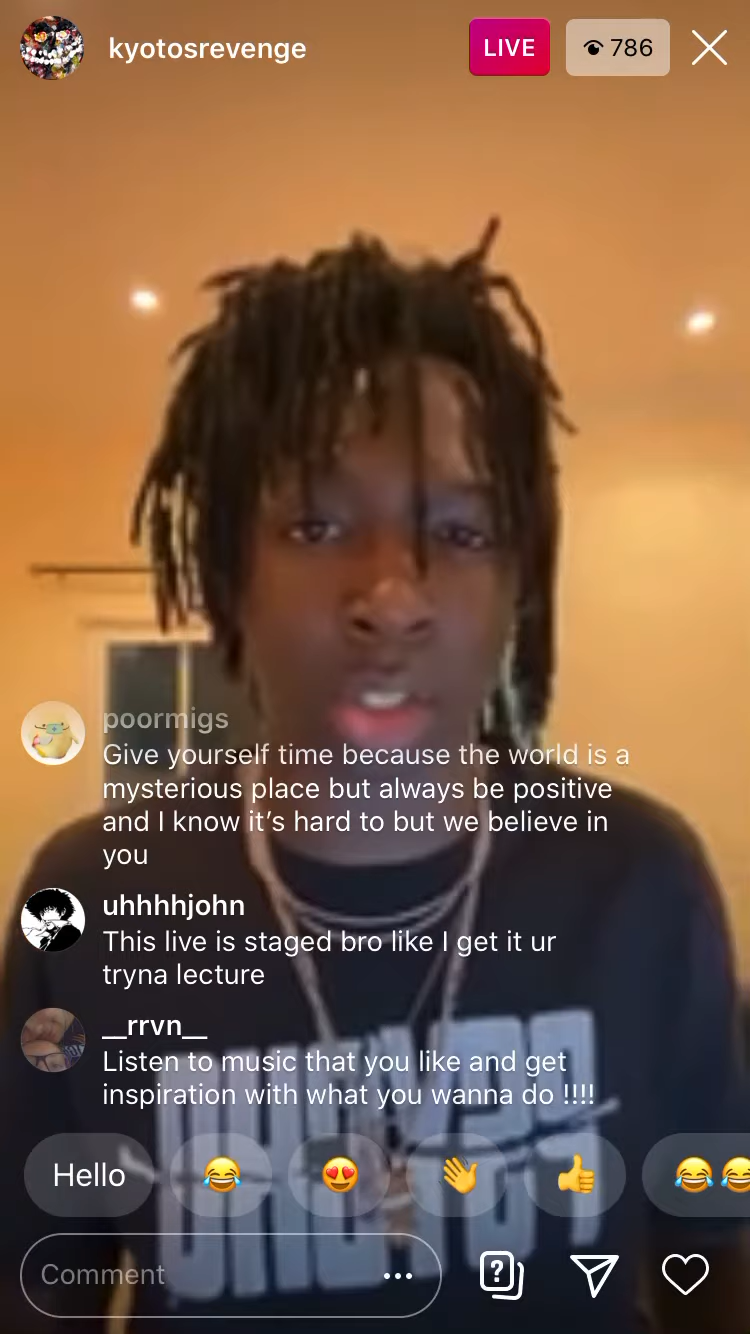 kyotosrevenge
LIVE
786
poormigs
Give yourself time because the world is a
mysterious place but always be positive
and I know it’s hard to but we believe in
you
uhhhhjohn
This live is staged bro like I get it ur
tryna lecture
__rrvn__
Listen to music that you like and get
inspiration with what you wanna do !!!!
Hello 😂 😍 👋 👍 😂😂
Comment